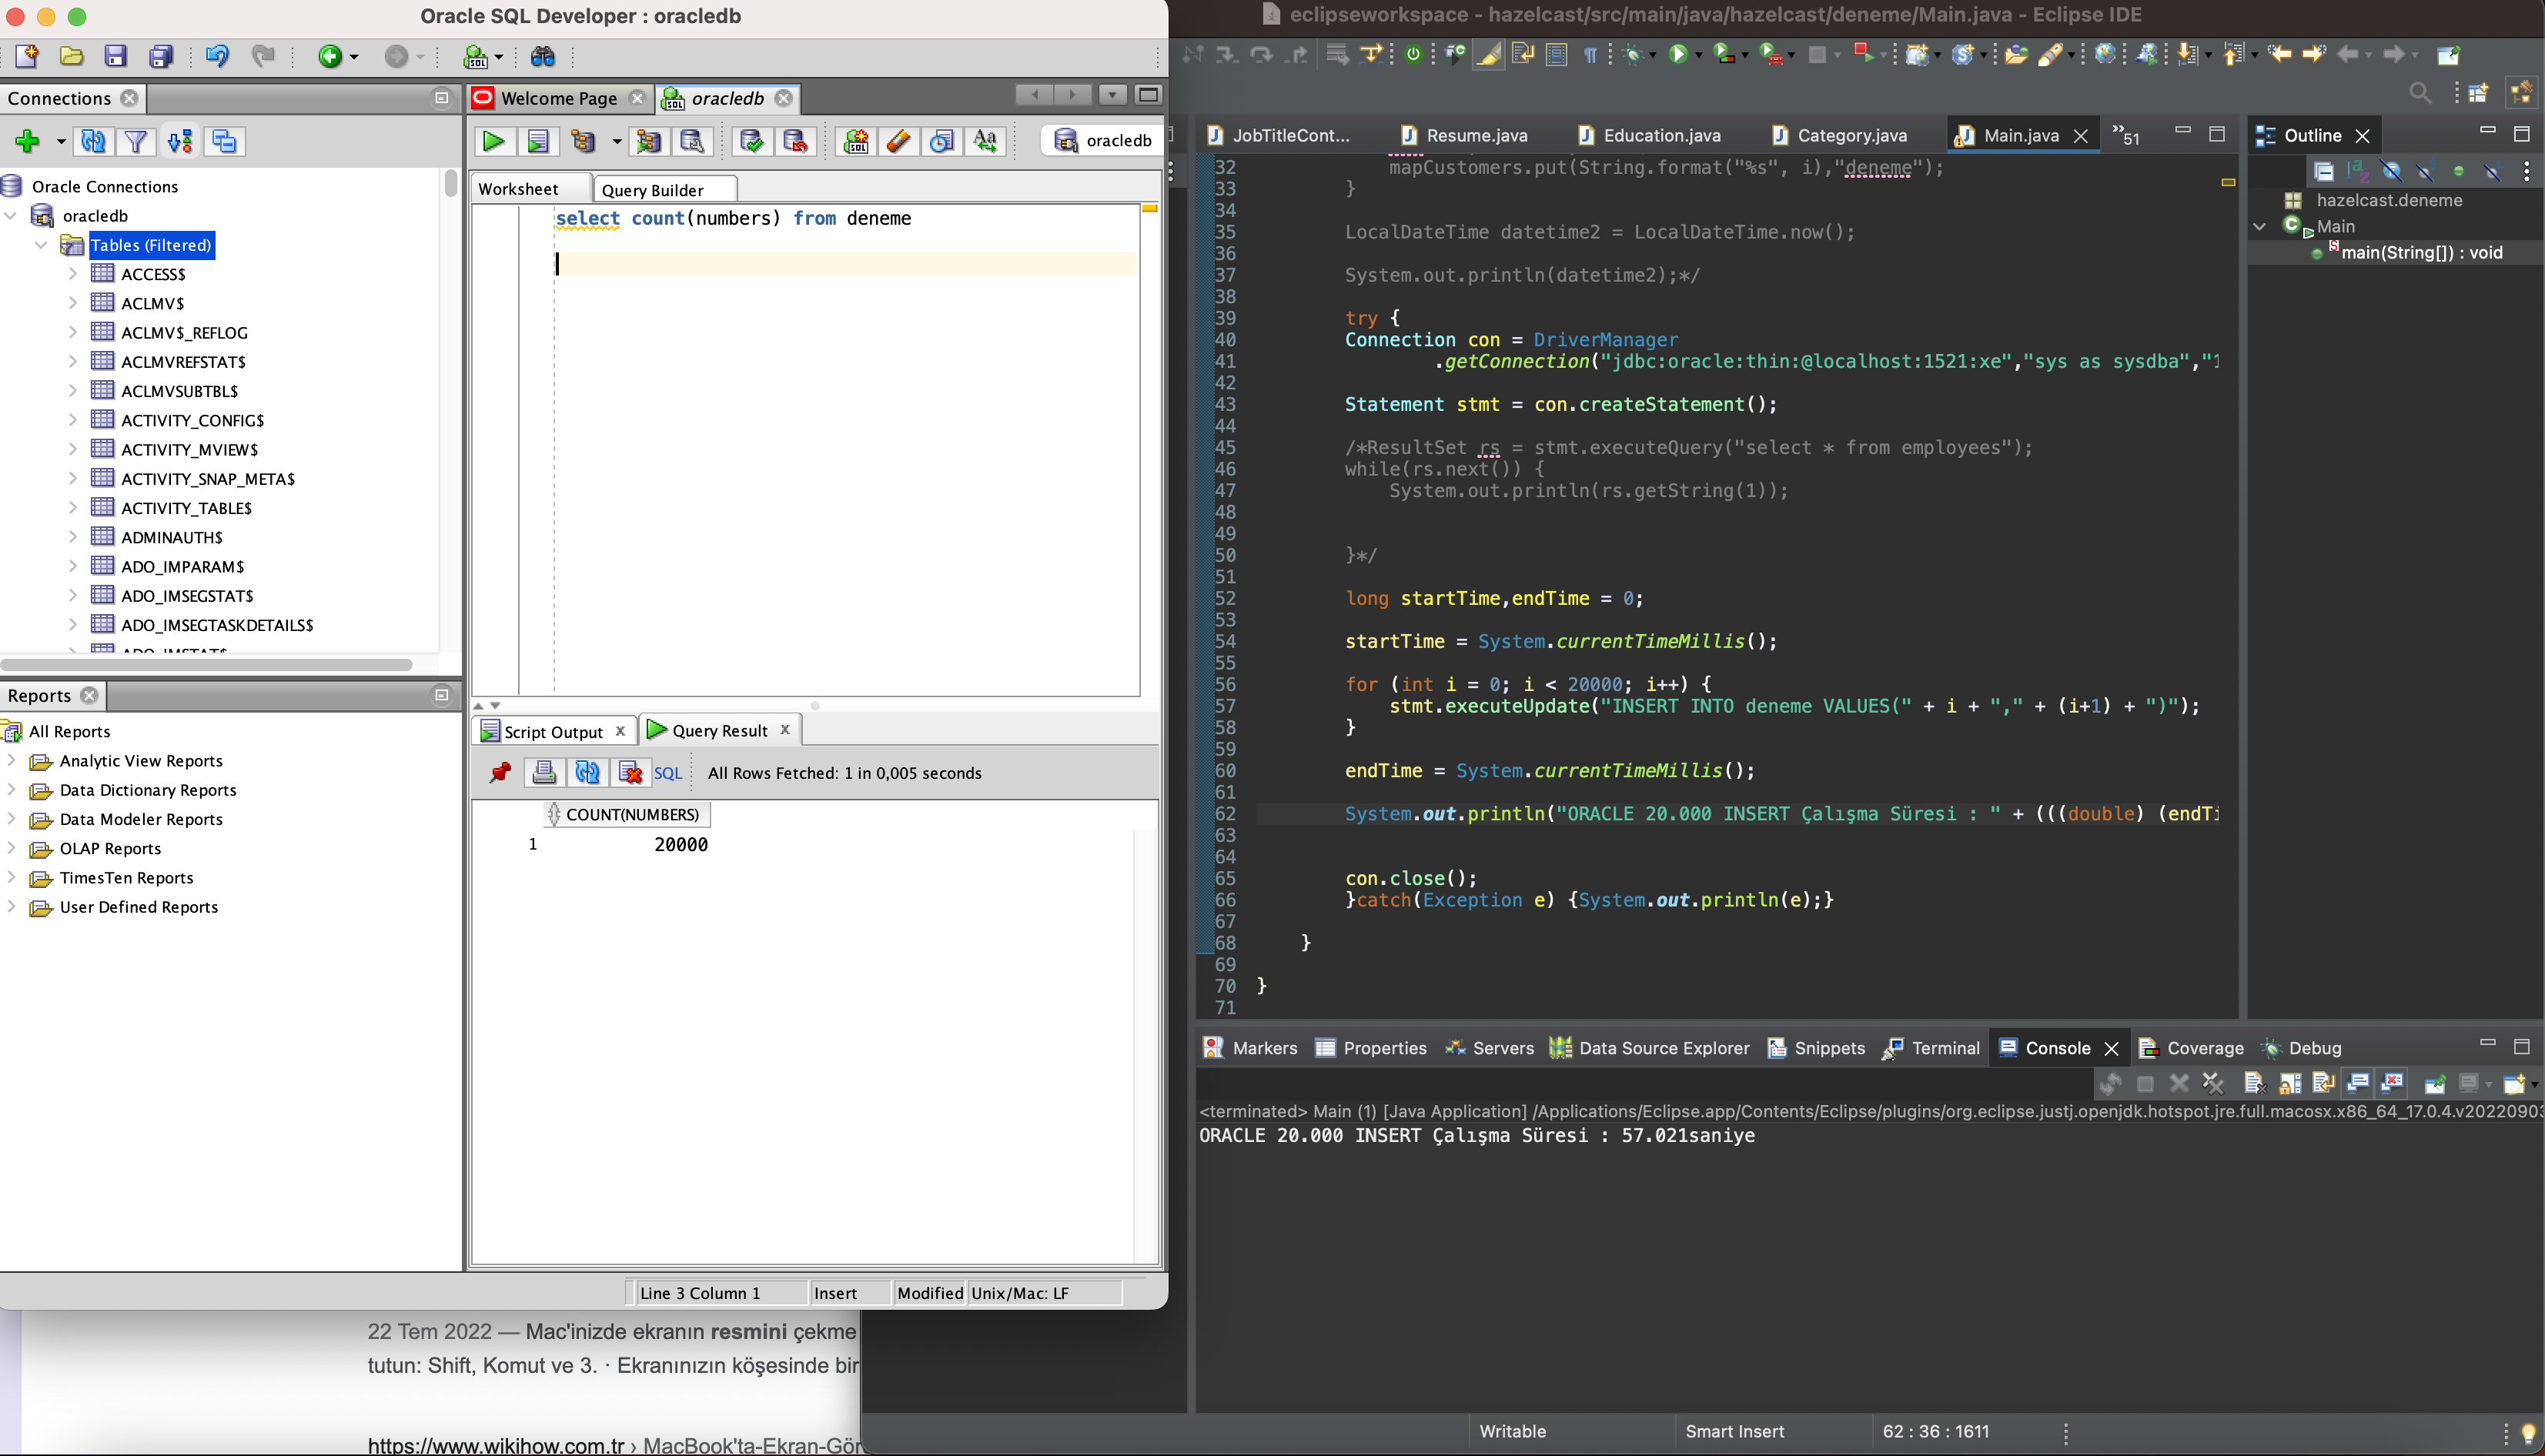 Oracle SQL Developer : oracledb
Connections
Oracle Connections
oracledb
Tables (Filtered)
ACCESS$
ACLMV$
ACLMV$_REFLOG
ACLMVREFSTAT$
ACLMVSUBTBL$
ACTIVITY_CONFIG$
ACTIVITY_MVIEW$
ACTIVITY_SNAP_META$
ACTIVITY_TABLE$
ADMINAUTH$
ADO_IMPARAM$
ADO_IMSEGSTAT$
ADO_IMSEGTASKDETAILS$
ADO_IMSTAT$
Reports
All Reports
Analytic View Reports
Data Dictionary Reports
Data Modeler Reports
OLAP Reports
TimesTen Reports
User Defined Reports
Welcome Page
oracledb
oracledb
Worksheet
Query Builder
select count(numbers) from deneme
Script Output
Query Result
SQL
All Rows Fetched: 1 in 0,005 seconds
COUNT(NUMBERS)
1 20000
Line 3 Column 1
Insert
Modified
Unix/Mac: LF
22 Tem 2022 — Mac'inizde ekranın resmini çekme
tutun: Shift, Komut ve 3. · Ekranınızın köşesinde bir
https://www.wikihow.com.tr › MacBook'ta-Ekran-Gör
eclipseworkspace - hazelcast/src/main/java/hazelcast/deneme/Main.java - Eclipse IDE
JobTitleCont...
Resume.java
Education.java
Category.java
Main.java
»51
32 mapCustomers.put(String.format("%s", i),"deneme");
33 }
34
35 LocalDateTime datetime2 = LocalDateTime.now();
36
37 System.out.println(datetime2);*/
38
39 try {
40 Connection con = DriverManager
41 .getConnection("jdbc:oracle:thin:@localhost:1521:xe","sys as sysdba","1
42
43 Statement stmt = con.createStatement();
44
45 /*ResultSet rs = stmt.executeQuery("select * from employees");
46 while(rs.next()) {
47 System.out.println(rs.getString(1));
48
49
50 }*/
51
52 long startTime,endTime = 0;
53
54 startTime = System.currentTimeMillis();
55
56 for (int i = 0; i < 20000; i++) {
57 stmt.executeUpdate("INSERT INTO deneme VALUES(" + i + "," + (i+1) + ")");
58 }
59
60 endTime = System.currentTimeMillis();
61
62 System.out.println("ORACLE 20.000 INSERT Çalışma Süresi : " + (((double) (endTi
63
64
65 con.close();
66 }catch(Exception e) {System.out.println(e);}
67
68 }
69
70 }
71
Outline
hazelcast.deneme
Main
main(String[]) : void
Markers
Properties
Servers
Data Source Explorer
Snippets
Terminal
Console
Coverage
Debug
<terminated> Main (1) [Java Application] /Applications/Eclipse.app/Contents/Eclipse/plugins/org.eclipse.justj.openjdk.hotspot.jre.full.macosx.x86_64_17.0.4.v20220903
ORACLE 20.000 INSERT Çalışma Süresi : 57.021saniye
Writable
Smart Insert
62 : 36 : 1611